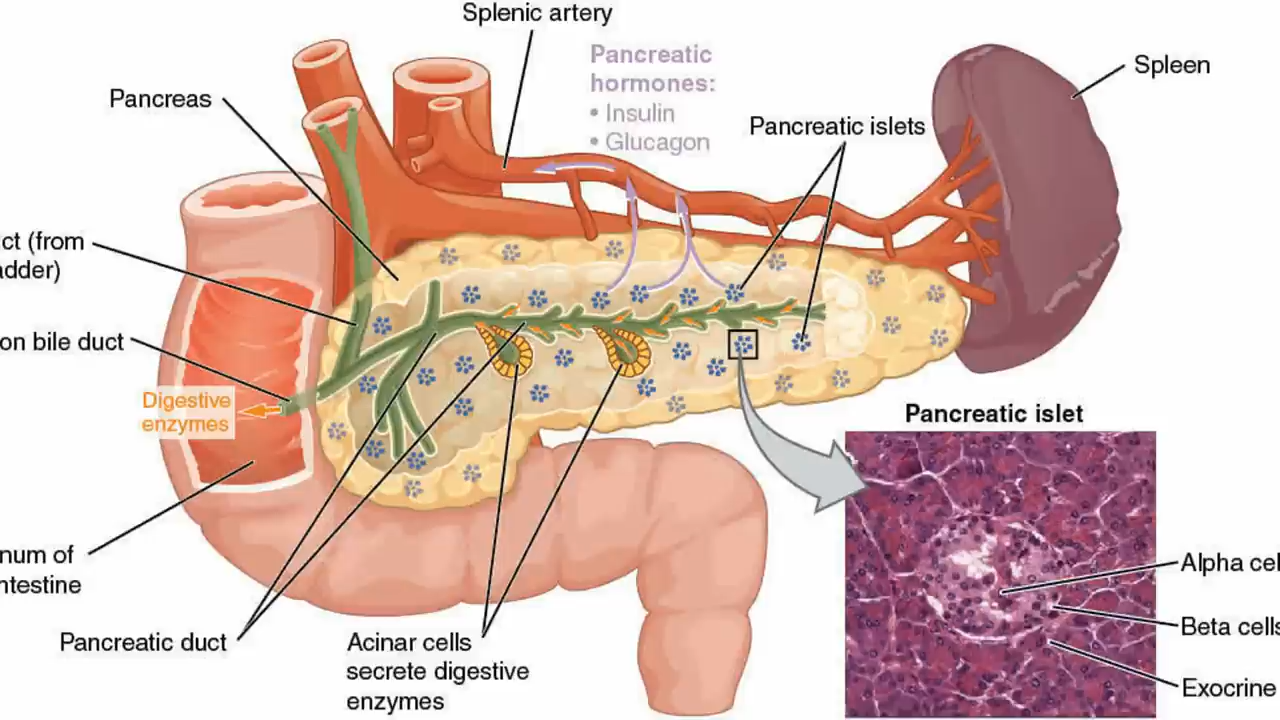 Splenic artery
Pancreatic
hormones:
• Insulin
• Glucagon
Spleen
Pancreas
Pancreatic islets
ct (from
adder)
on bile duct
Digestive
enzymes
Pancreatic islet
num of
ntestine
Pancreatic duct
Acinar cells
secrete digestive
enzymes
Alpha cel
Beta cells
Exocrine